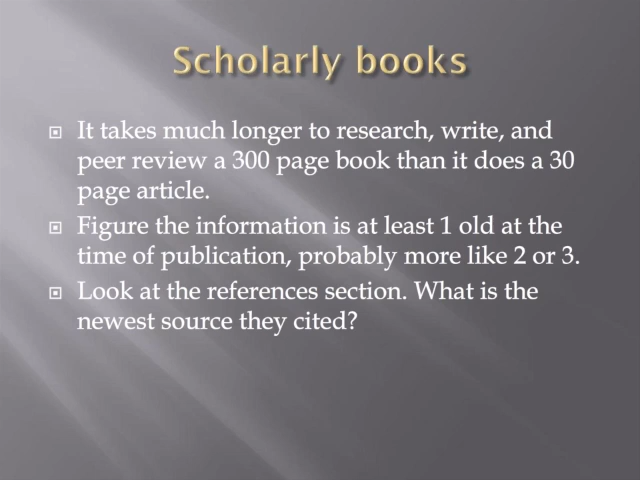 Scholarly books
It takes much longer to research, write, and
peer review a 300 page book than it does a 30
page article.
Figure the information is at least 1 old at the
time of publication, probably more like 2 or 3.
Look at the references section. What is the
newest source they cited?